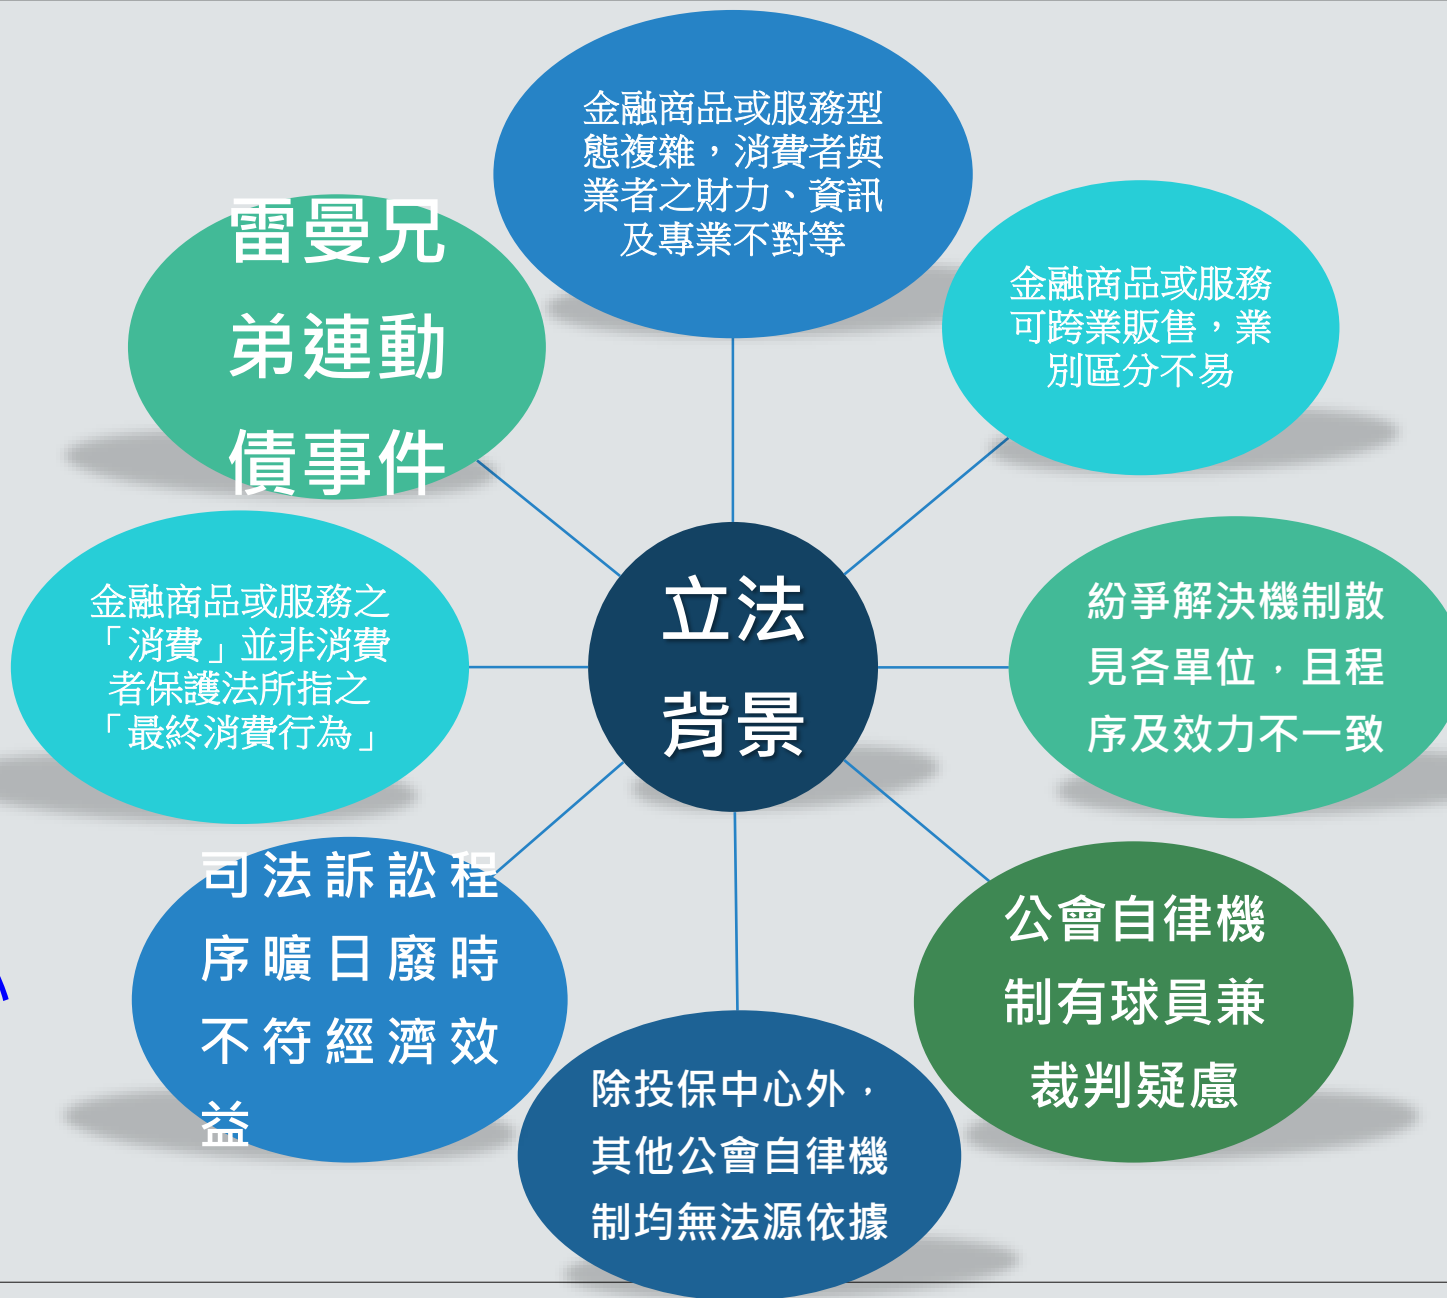 金融商品或服務型
態複雜，消費者與
業者之財力、資訊
及專業不對等
金融商品或服務
可跨業販售，業
別區分不易
紛爭解決機制散
見各單位，且程
序及效力不一致
公會自律機
制有球員兼
裁判疑慮
除投保中心外，
其他公會自律機
制均無法源依據
司法訴訟程
序曠日廢時
不符經濟效
益
金融商品或服務之
「消費」並非消費
者保護法所指之
「最終消費行為」
雷曼兄
弟連動
債事件
立法
背景